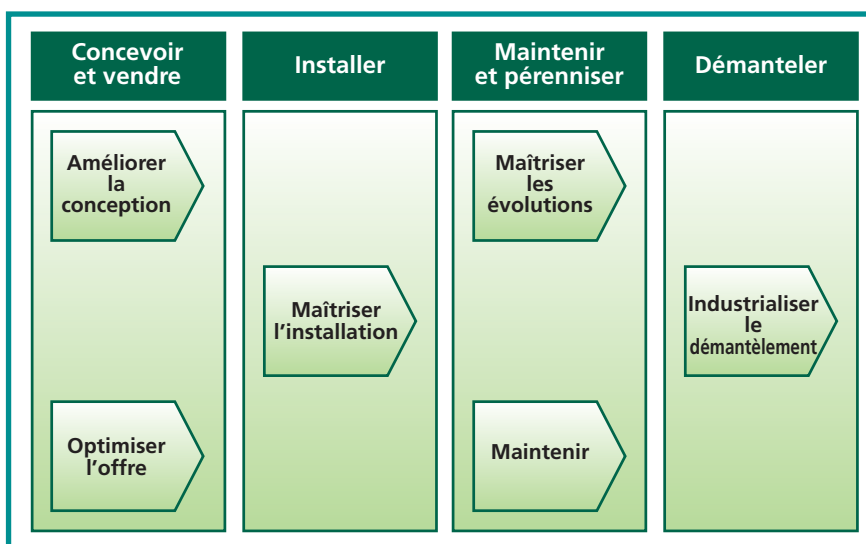 Concevoir
et vendre
Installer
Maintenir
et pérenniser
Démanteler
Améliorer
la
conception
Optimiser
l'offre
Maîtriser
l'installation
Maîtriser
les
évolutions
Maintenir
Industrialiser
le
démantèlement